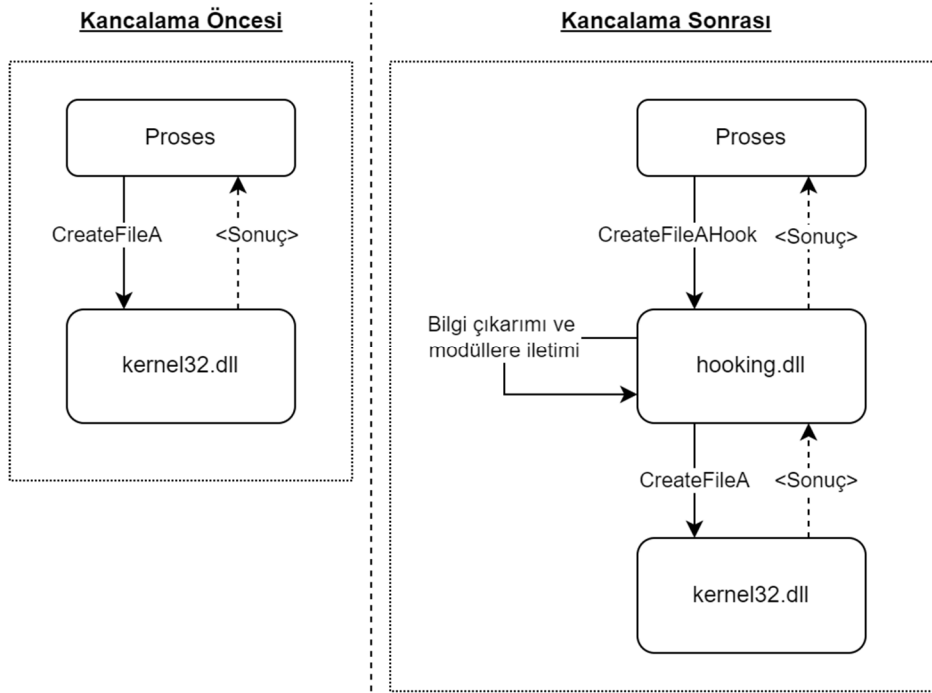 Kancalama Öncesi
Proses
CreateFileA
<Sonuç>
kernel32.dll
Kancalama Sonrası
Proses
CreateFileAHook
<Sonuç>
Bilgi çıkarımı ve
modüllere iletimi
hooking.dll
CreateFileA
<Sonuç>
kernel32.dll